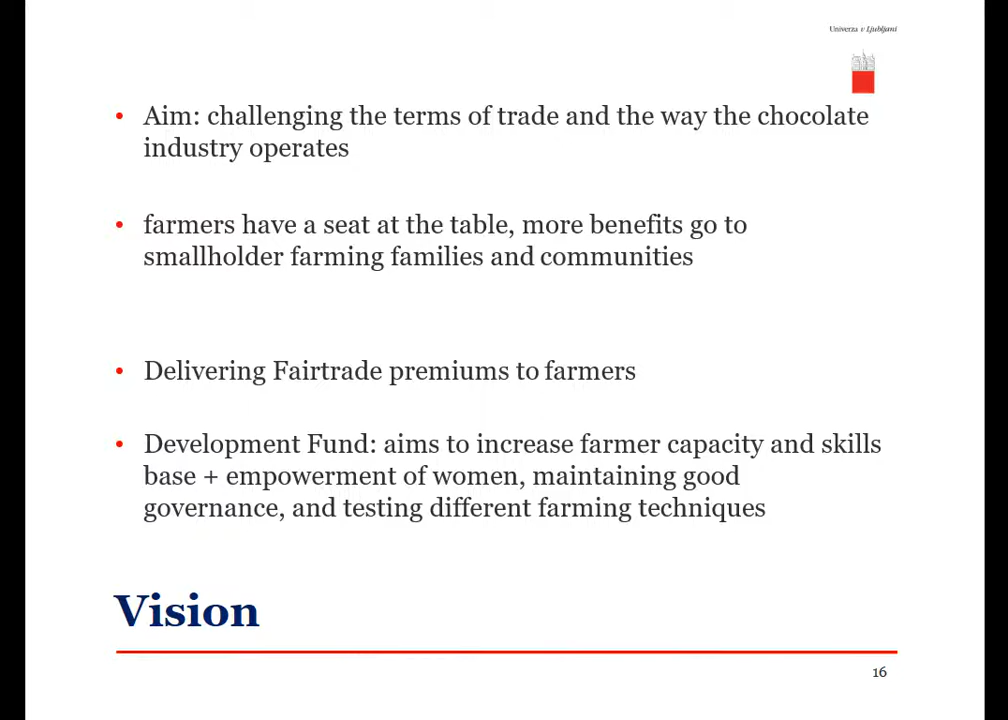 Univerza v Ljubljani
• Aim: challenging the terms of trade and the way the chocolate
industry operates
• farmers have a seat at the table, more benefits go to
smallholder farming families and communities
• Delivering Fairtrade premiums to farmers
• Development Fund: aims to increase farmer capacity and skills
base + empowerment of women, maintaining good
governance, and testing different farming techniques
Vision
16